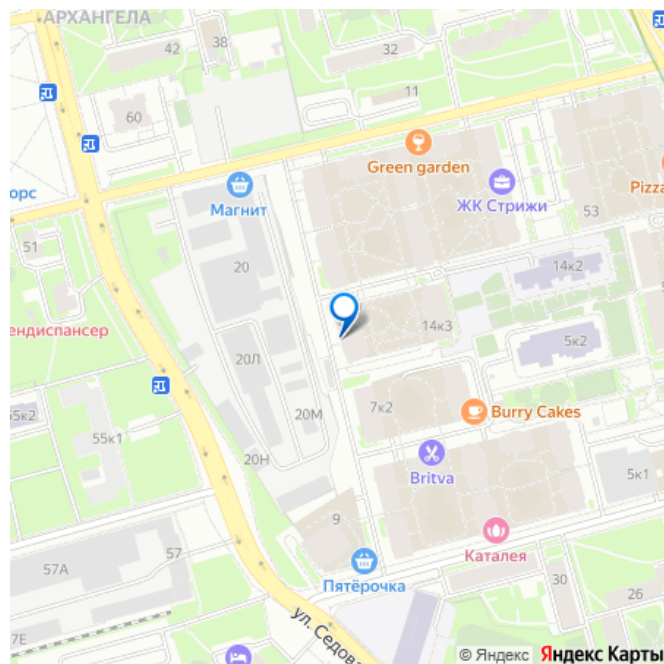 АРХАНГЕЛА
38
42
32
11
60
Green garden
орс
Магнит
ЖК Стрижи
Pizza
53
51
20
14к2
ендиспансер
14к3
5к2
20Л
7к2
20М
Burry Cakes
55к2
55к1
20Н
Britva
5к1
9
57
Каталея
57А
Пятёрочка
30
26
7Е
ул. Седова
© Яндекс Яндекс Карты